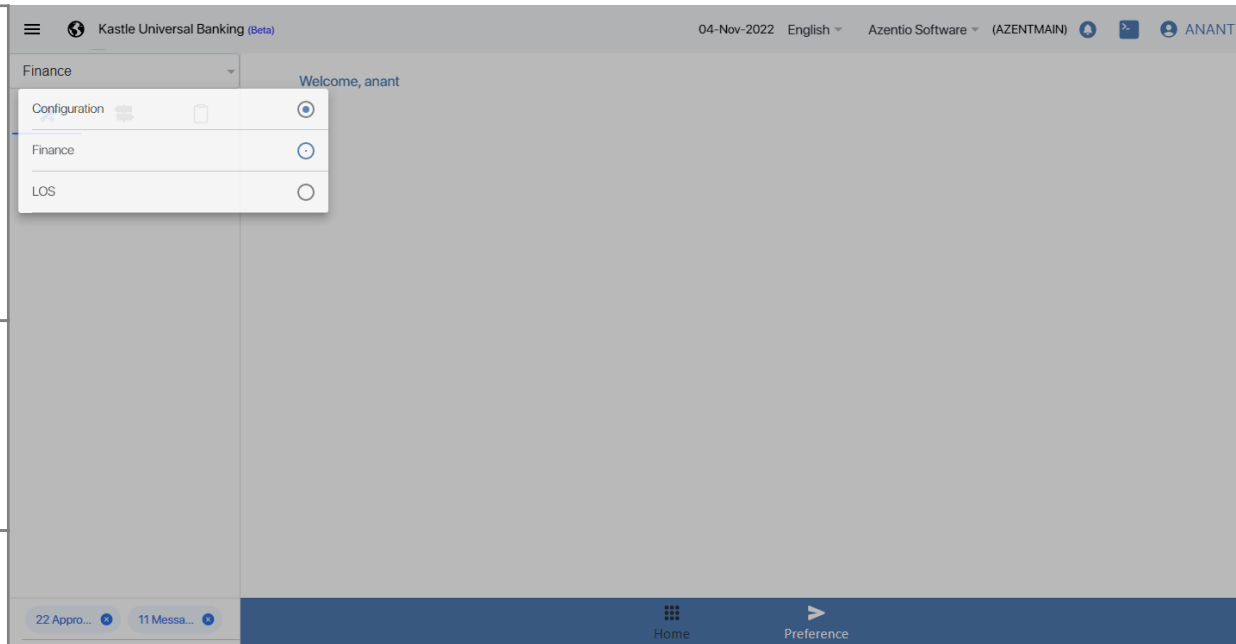 Kastle Universal Banking (Beta)
04-Nov-2022 English Azentio Software (AZENTMAIN) ANANT
Finance
Welcome, anant
Configuration
Finance
LOS
22 Appro... 11 Messa...
Home Preference